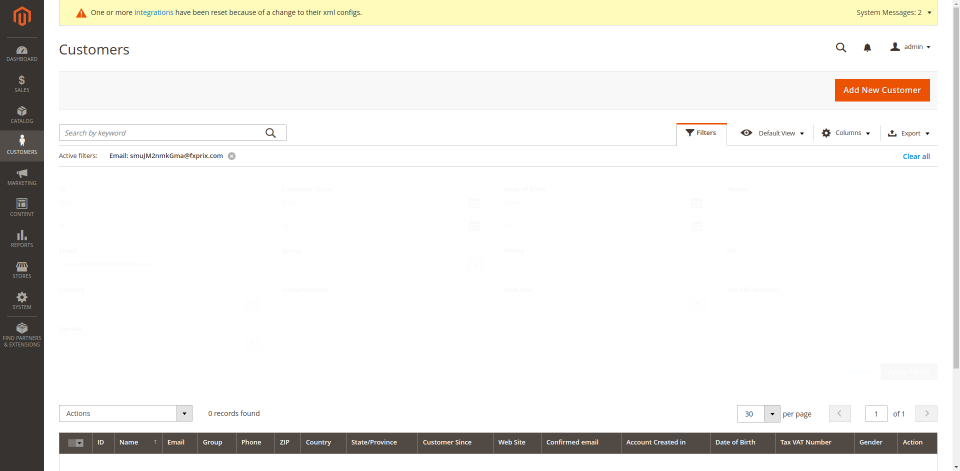 One or more integrations have been reset because of a change to their xml configs.
System Messages: 2
Customers
admin
Add New Customer
Search by keyword
Filters
Default View
Columns
Export
Active filters: Email: smuJM2nmkGma@fxprix.com
Clear all
Actions
0 records found
30 per page
1 of 1
ID Name Email Group Phone ZIP Country State/Province Customer Since Web Site Confirmed email Account Created in Date of Birth Tax VAT Number Gender Action
DASHBOARD
SALES
CATALOG
CUSTOMERS
MARKETING
CONTENT
REPORTS
STORES
SYSTEM
FIND PARTNERS
& EXTENSIONS